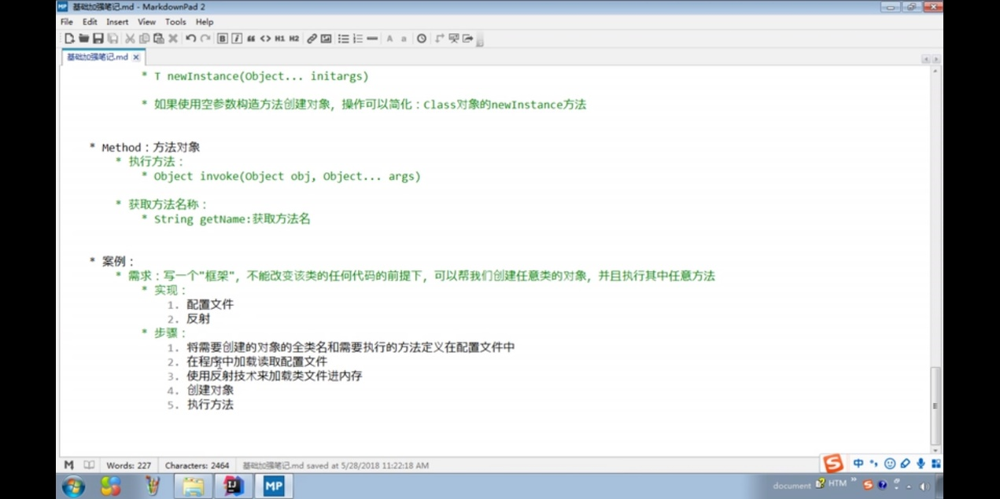 基础加强笔记.md - MarkdownPad 2
File Edit Insert View Tools Help
B i " <> H1 H2 A a
基础加强笔记.md
* T newInstance(Object... initargs)
* 如果使用空参数构造方法创建对象，操作可以简化：Class对象的newInstance方法
* Method：方法对象
* 执行方法：
* Object invoke(Object obj, Object... args)
* 获取方法名称：
* String getName:获取方法名
* 案例：
* 需求：写一个"框架"，不能改变该类的任何代码的前提下，可以帮我们创建任意类的对象，并且执行其中任意方法
* 实现：
1. 配置文件
2. 反射
* 步骤：
1. 将需要创建的对象的全类名和需要执行的方法定义在配置文件中
2. 在程序中加载读取配置文件
3. 使用反射技术来加载类文件进内存
4. 创建对象
5. 执行方法
Words: 227 Characters: 2464 基础加强笔记.md saved at 5/28/2018 11:22:18 AM
中
MP document HTM